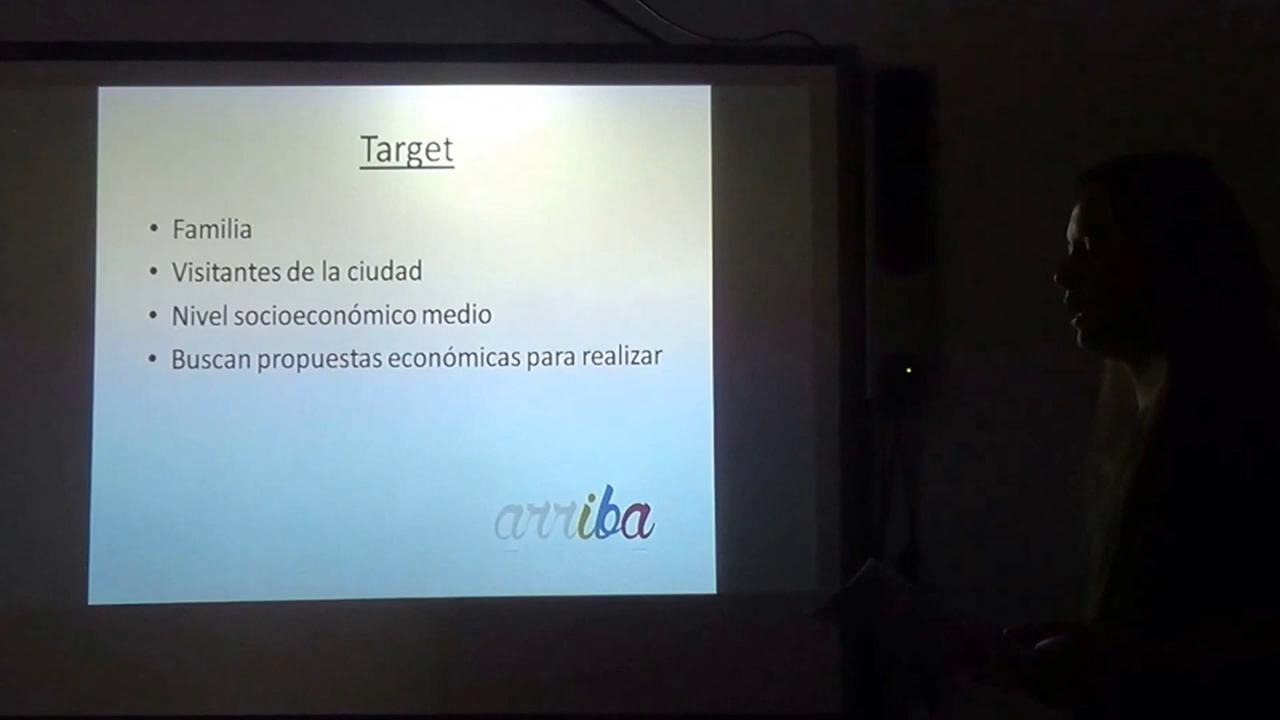 Target
• Familia
• Visitantes de la ciudad
• Nivel socioeconómico medio
• Buscan propuestas económicas para realizar
arriba